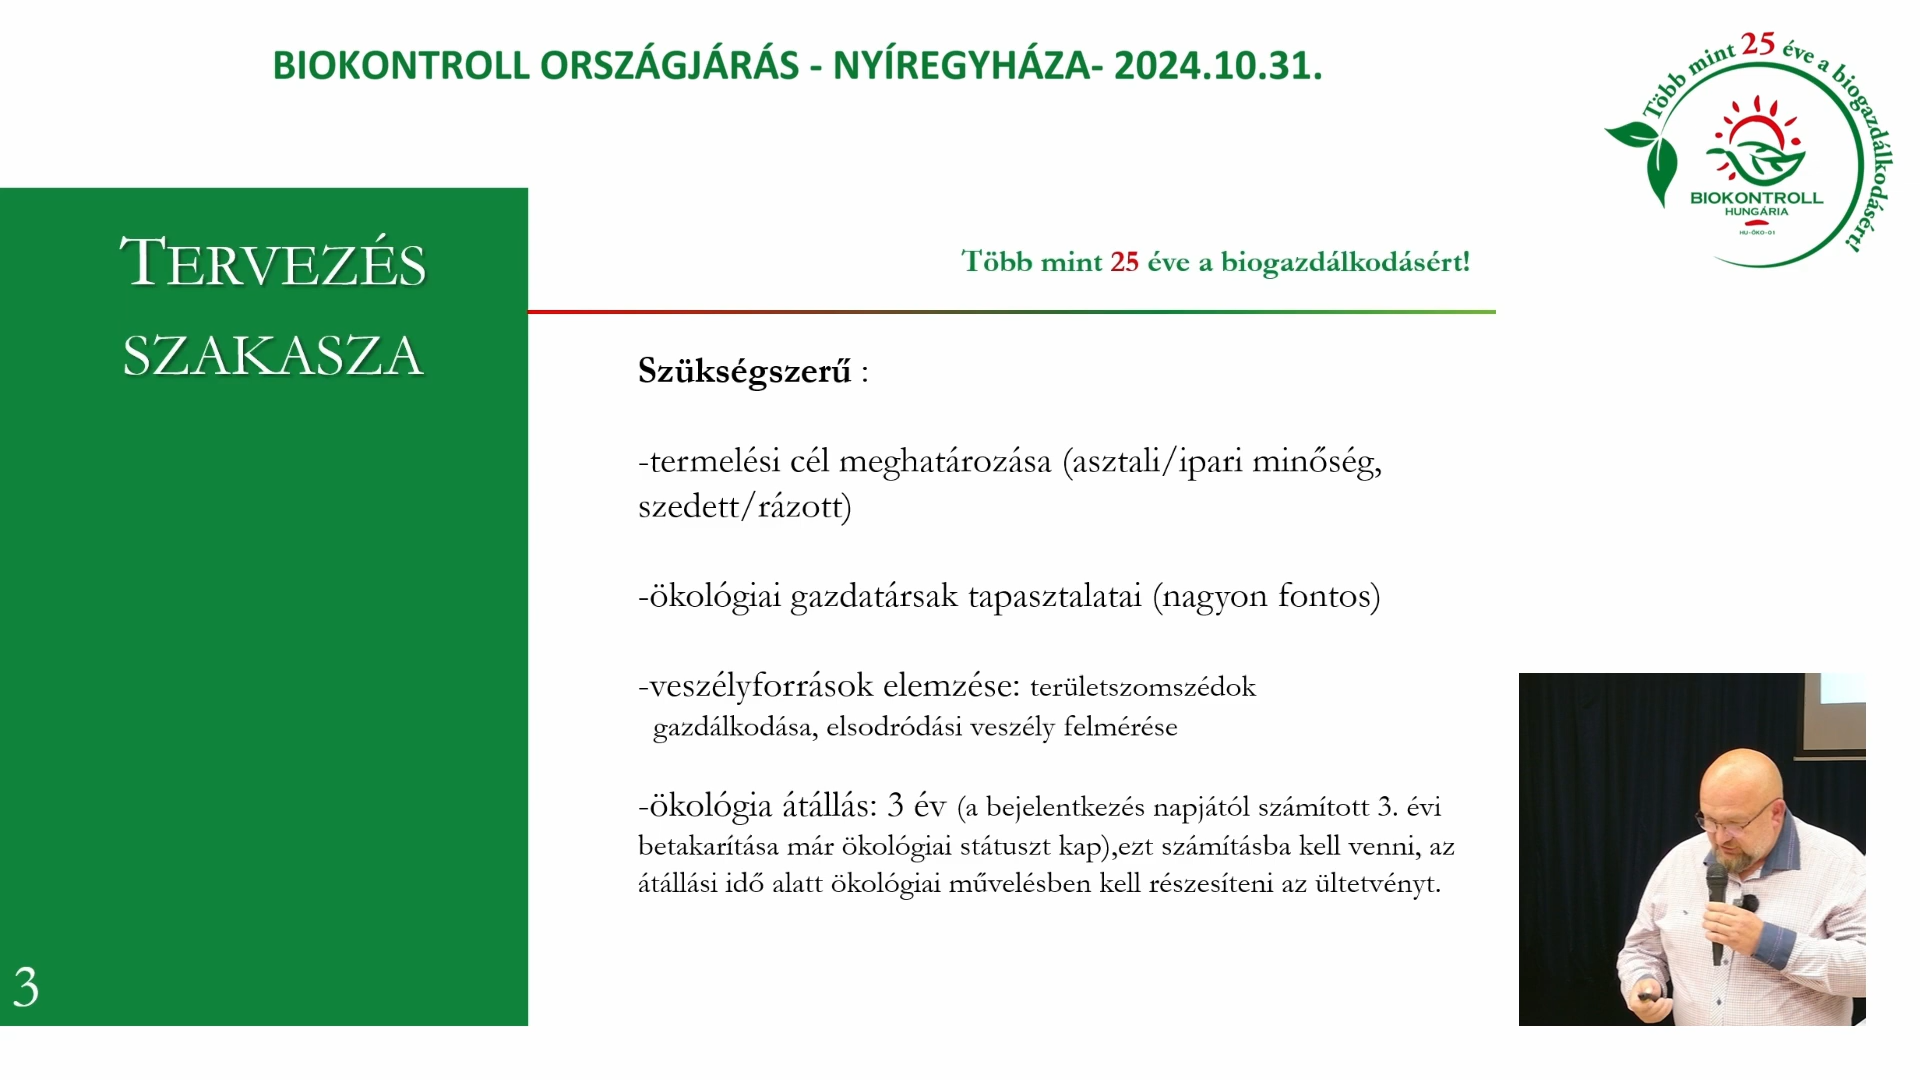 BIOKONTROLL ORSZÁGJÁRÁS - NYÍREGYHÁZA- 2024.10.31.
Több mint 25 éve a biogazdálkodásért!
BIOKONTROLL
HUNGÁRIA
HU-ÖKO-01
TERVEZÉS
SZAKASZA
Több mint 25 éve a biogazdálkodásért!
Szükségszerű :
-termelési cél meghatározása (asztali/ipari minőség,
szedett/rázott)
-ökológiai gazdatársak tapasztalatai (nagyon fontos)
-veszélyforrások elemzése: területszomszédok
gazdálkodása, elsodródási veszély felmérése
-ökológia átállás: 3 év (a bejelentkezés napjától számított 3. évi
betakarítása már ökológiai státuszt kap),ezt számításba kell venni, az
átállási idő alatt ökológiai művelésben kell részesíteni az ültetvényt.
3